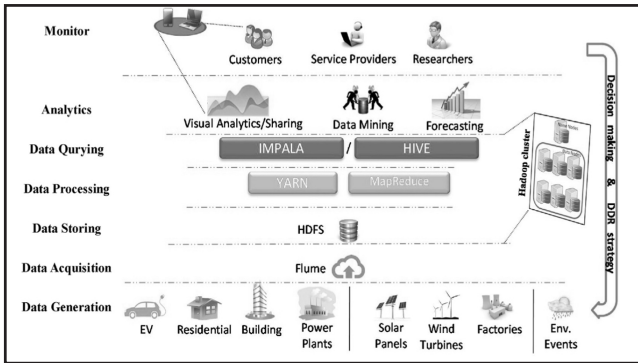 Monitor
Customers
Service Providers
Researchers
Analytics
Visual Analytics/Sharing
Data Mining
Forecasting
Data Qurying
IMPALA / HIVE
Data Processing
YARN
MapReduce
Data Storing
HDFS
Data Acquisition
Flume
Data Generation
EV
Residential
Building
Power
Plants
Solar
Panels
Wind
Turbines
Factories
Env.
Events
Hadoop cluster
Decision making & DDR strategy